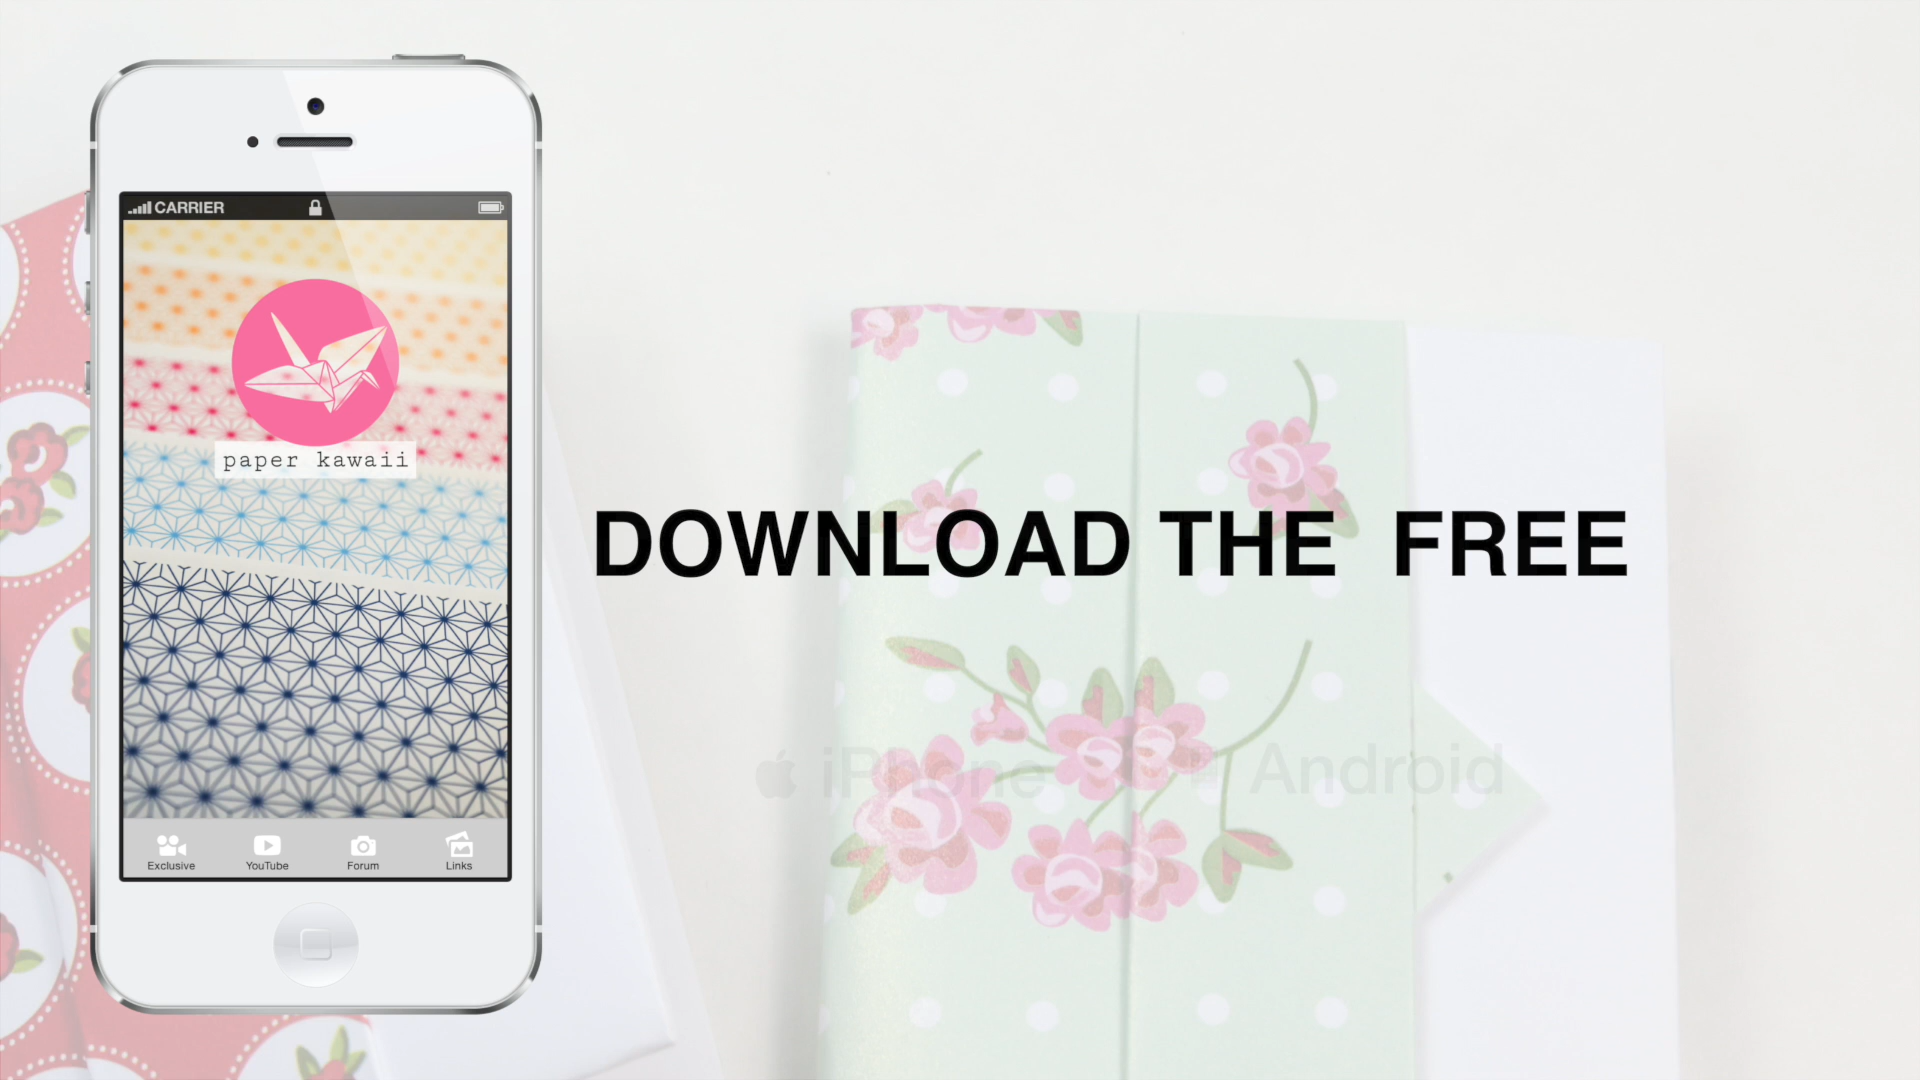 CARRIER
paper kawaii
Exclusive YouTube Forum Links
DOWNLOAD THE FREE
iPhone Android